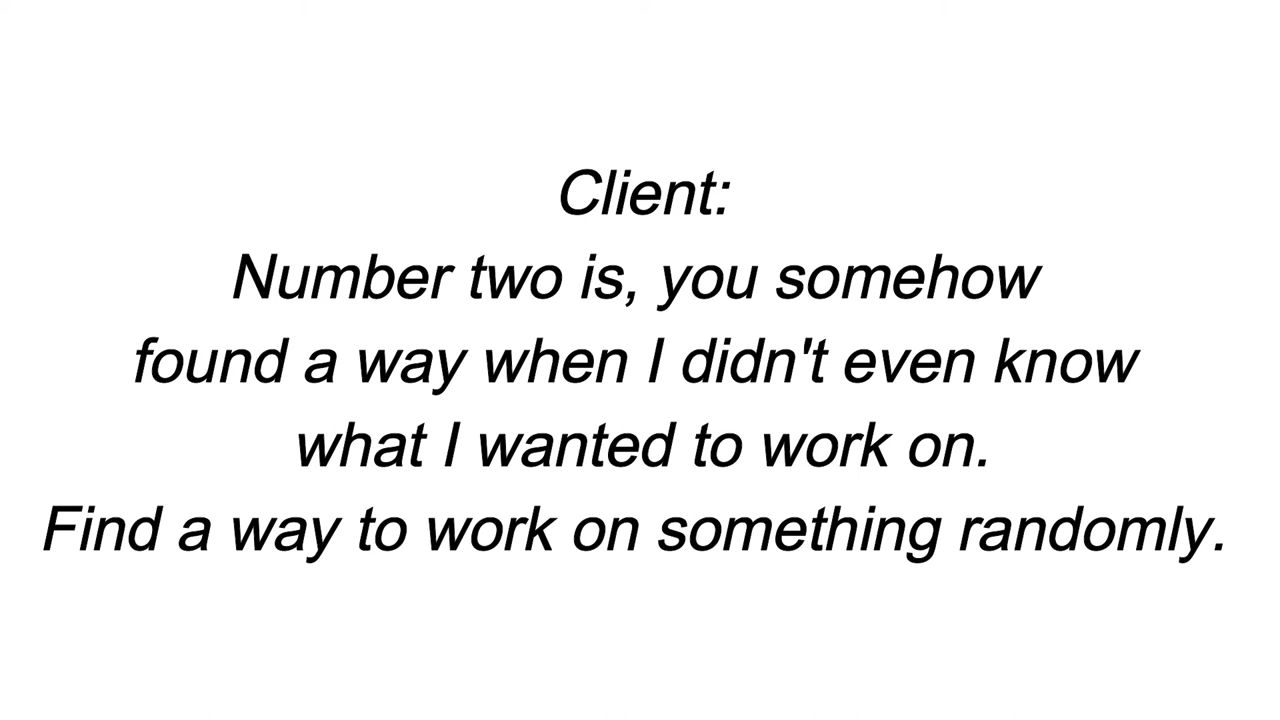 Client:
Number two is, you somehow
found a way when I didn't even know
what I wanted to work on.
Find a way to work on something randomly.